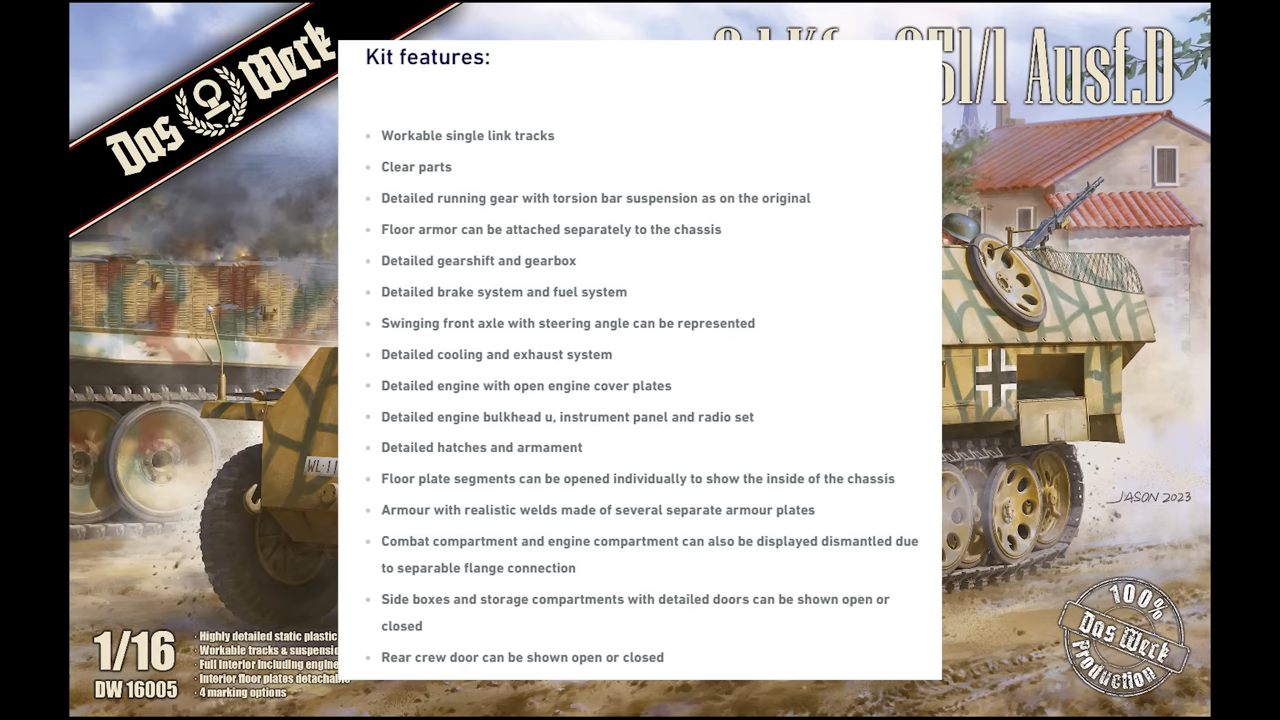 Das Werk
251/1 Ausf.D
Kit features:
Workable single link tracks
Clear parts
Detailed running gear with torsion bar suspension as on the original
Floor armor can be attached separately to the chassis
Detailed gearshift and gearbox
Detailed brake system and fuel system
Swinging front axle with steering angle can be represented
Detailed cooling and exhaust system
Detailed engine with open engine cover plates
Detailed engine bulkhead u, instrument panel and radio set
Detailed hatches and armament
Floor plate segments can be opened individually to show the inside of the chassis
Armour with realistic welds made of several separate armour plates
Combat compartment and engine compartment can also be displayed dismantled due
to separable flange connection
Side boxes and storage compartments with detailed doors can be shown open or
closed
Rear crew door can be shown open or closed
WL-11
JASON 2023
1/16
DW 16005
· Highly detailed static plastic
· Workable tracks & suspensio
· Full Interior Including engine
· Interior floor plates detachab
· 4 marking options
100%
Das Werk
Production